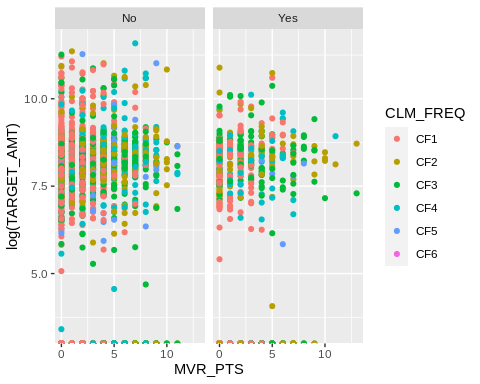 No Yes
10.0
7.5
5.0
log(TARGET_AMT)
0 5 10 0 5 10
MVR_PTS
CLM_FREQ
CF1
CF2
CF3
CF4
CF5
CF6